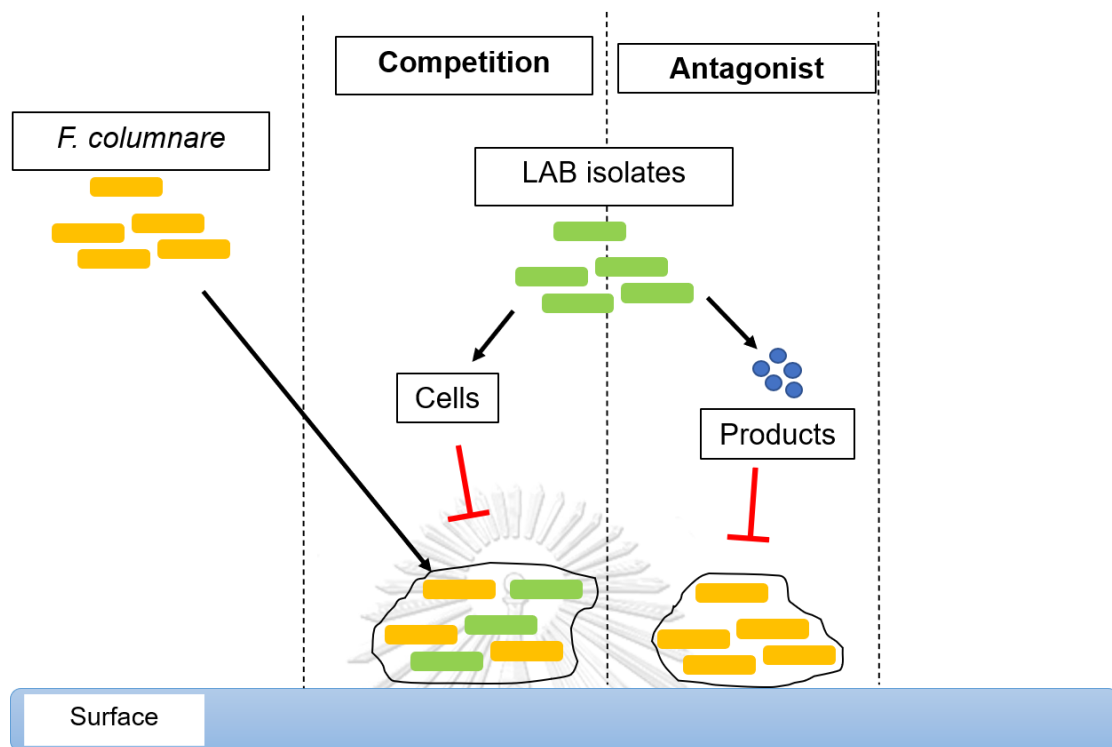 Competition
Antagonist
F. columnare
LAB isolates
Cells
Products
Surface